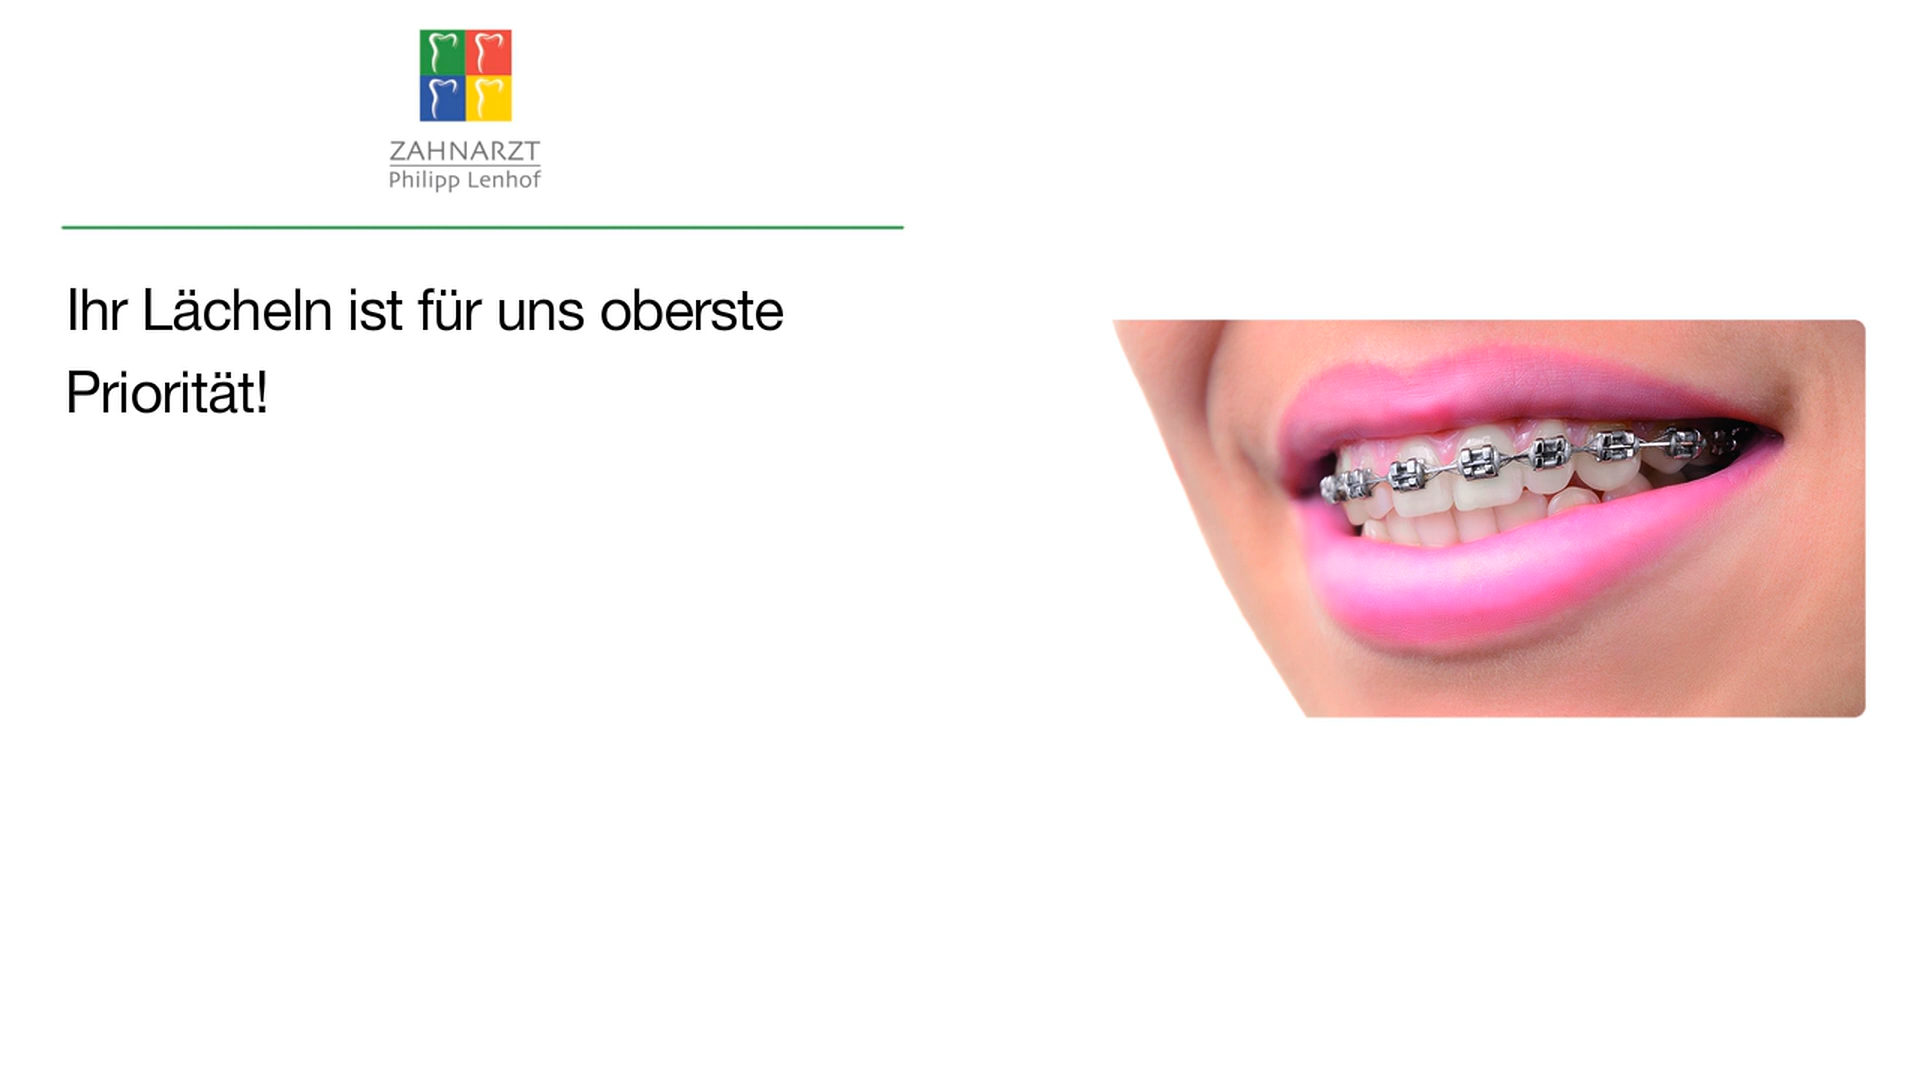 ZAHNARZT
Philipp Lenhof
Ihr Lächeln ist für uns oberste
Priorität!